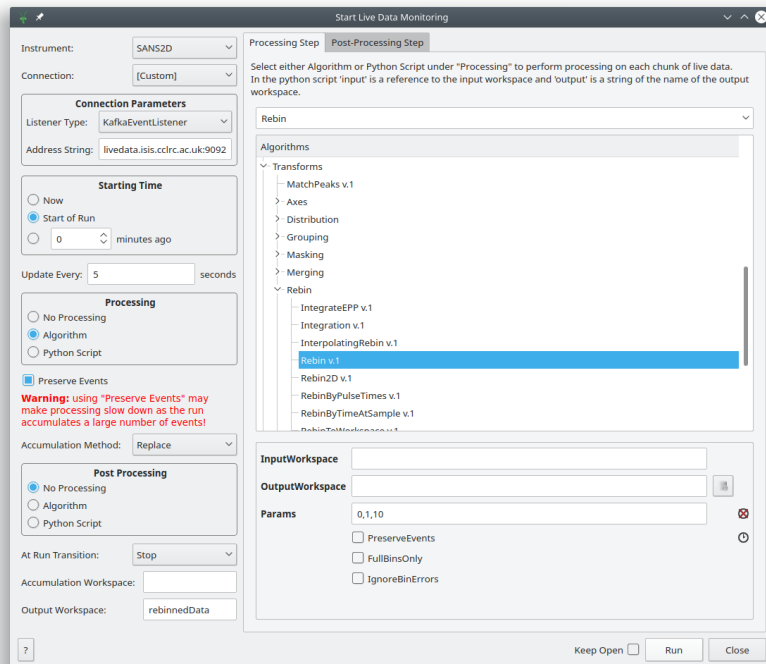 Start Live Data Monitoring
Instrument: SANS2D
Connection: [Custom]
Connection Parameters
Listener Type: KafkaEventListener
Address String: livedata.isis.cclrc.ac.uk:9092
Starting Time
Now
Start of Run
0 minutes ago
Update Every: 5 seconds
Processing
No Processing
Algorithm
Python Script
Preserve Events
Warning: using "Preserve Events" may
make processing slow down as the run
accumulates a large number of events!
Accumulation Method: Replace
Post Processing
No Processing
Algorithm
Python Script
At Run Transition: Stop
Accumulation Workspace:
Output Workspace: rebinnedData
?
Processing Step Post-Processing Step
Select either Algorithm or Python Script under "Processing" to perform processing on each chunk of live data.
In the python script 'input' is a reference to the input workspace and 'output' is a string of the name of the output
workspace.
Rebin
Algorithms
Transforms
MatchPeaks v.1
Axes
Distribution
Grouping
Masking
Merging
Rebin
IntegrateEPP v.1
Integration v.1
InterpolatingRebin v.1
Rebin v.1
Rebin2D v.1
RebinByPulseTimes v.1
RebinByTimeAtSample v.1
RebinToWorkspace v.1
InputWorkspace
OutputWorkspace
Params 0,1,10
PreserveEvents
FullBinsOnly
IgnoreBinErrors
Keep Open Run Close